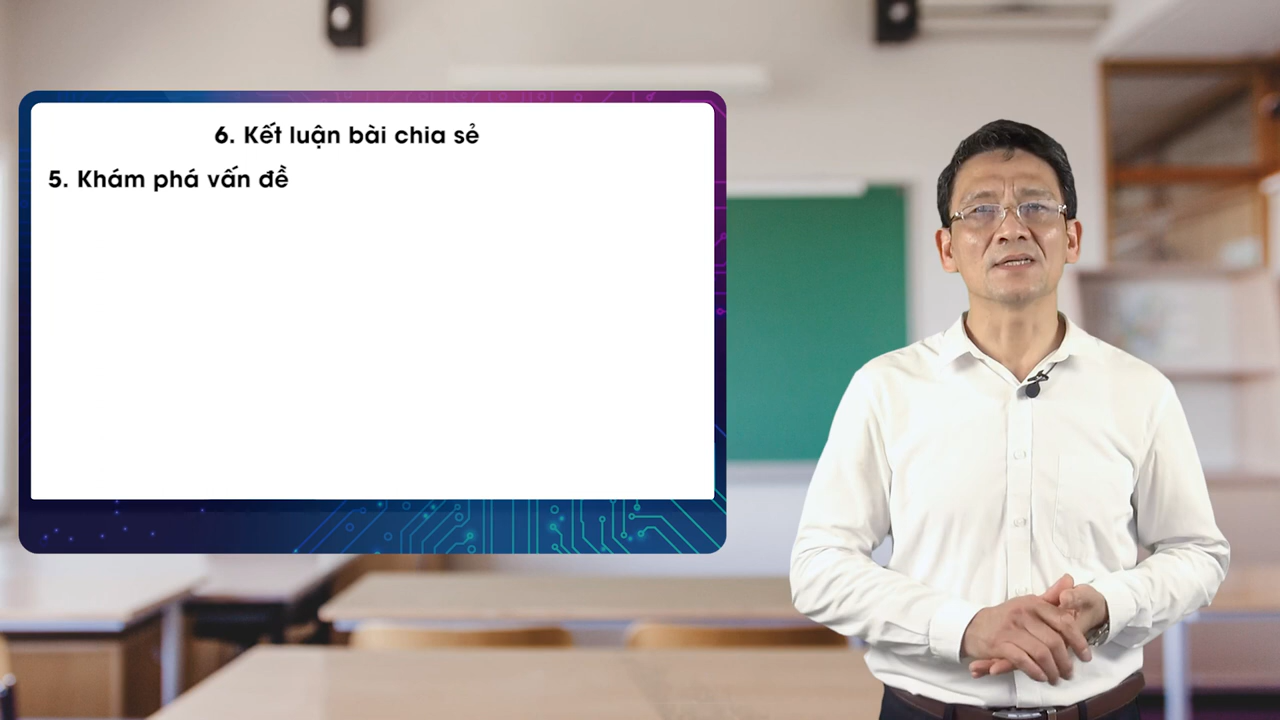 6. Kết luận bài chia sẻ
5. Khám phá vấn đề